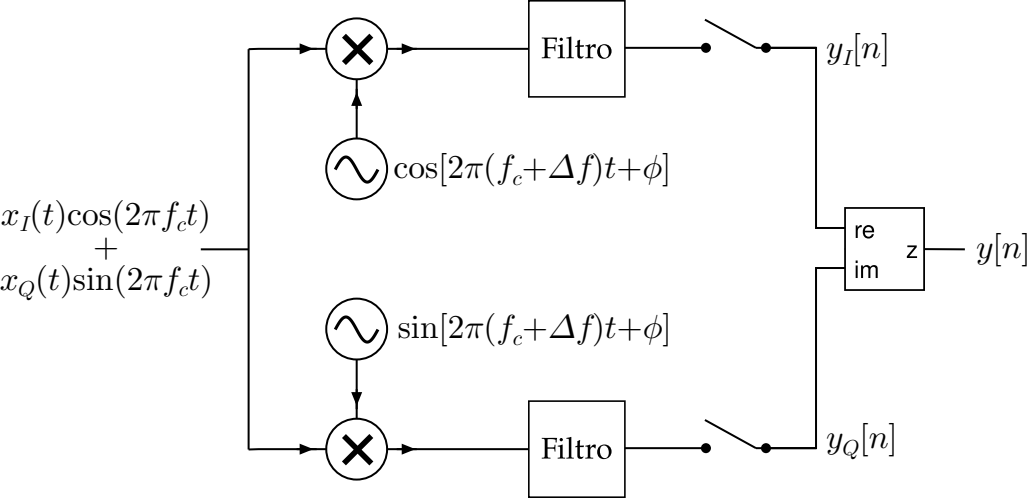 Filtro
y_I[n]
cos[2π(f_c+Δf)t+ϕ]
x_I(t)cos(2πf_ct)
+
x_Q(t)sin(2πf_ct)
re
im
z
y[n]
sin[2π(f_c+Δf)t+ϕ]
Filtro
y_Q[n]